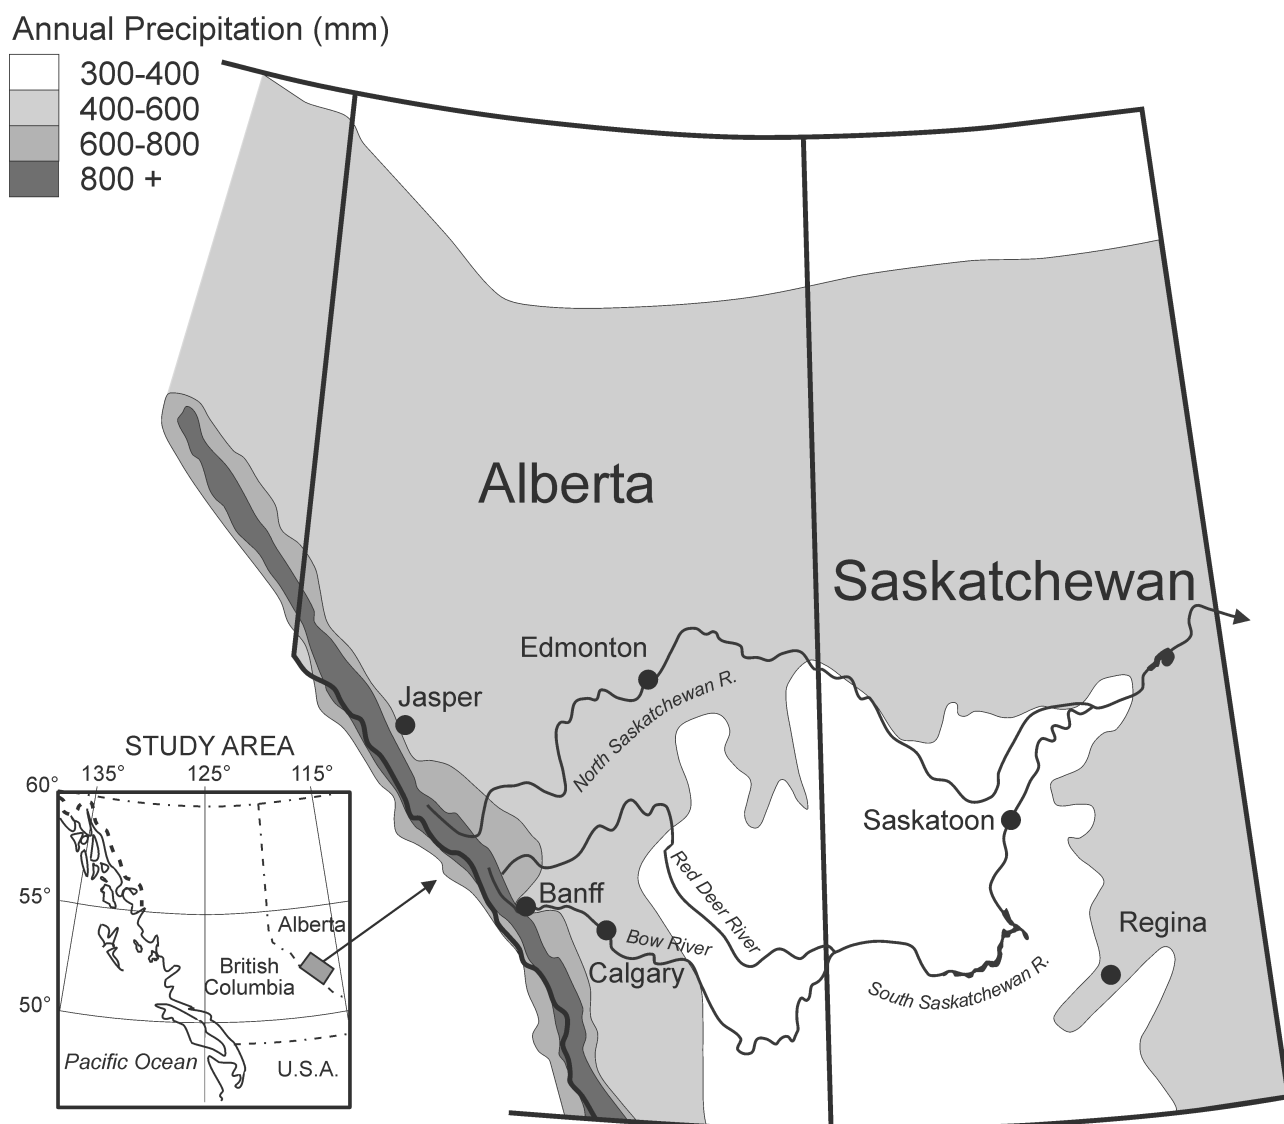 Annual Precipitation (mm)
300-400
400-600
600-800
800 +
Alberta
Saskatchewan
Edmonton
North Saskatchewan R.
Jasper
Saskatoon
Red Deer River
Banff
Bow River
Calgary
Regina
South Saskatchewan R.
STUDY AREA
135° 125° 115°
60°
55°
50°
Alberta
British
Columbia
Pacific Ocean
U.S.A.